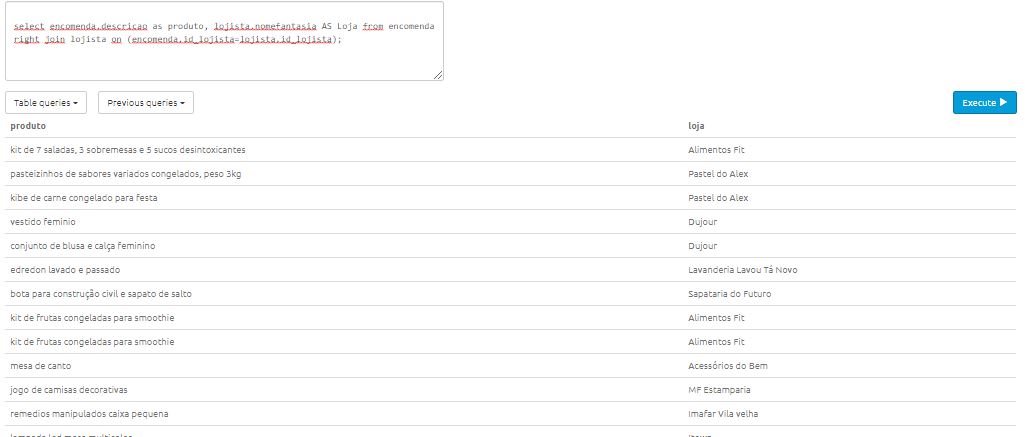 select encomenda.descricao as produto, lojista.nomefantasia AS Loja from encomenda
right join lojista on (encomenda.id_lojista=lojista.id_lojista);
Table queries Previous queries Execute
produto loja
kit de 7 saladas, 3 sobremesas e 5 sucos desintoxicantes Alimentos Fit
pasteizinhos de sabores variados congelados, peso 3kg Pastel do Alex
kibe de carne congelado para festa Pastel do Alex
vestido feminio Dujour
conjunto de blusa e calça feminino Dujour
edredon lavado e passado Lavanderia Lavou Tá Novo
bota para construção civil e sapato de salto Sapataria do Futuro
kit de frutas congeladas para smoothie Alimentos Fit
kit de frutas congeladas para smoothie Alimentos Fit
mesa de canto Acessórios do Bem
jogo de camisas decorativas MF Estamparia
remedios manipulados caixa pequena Imafar Vila velha